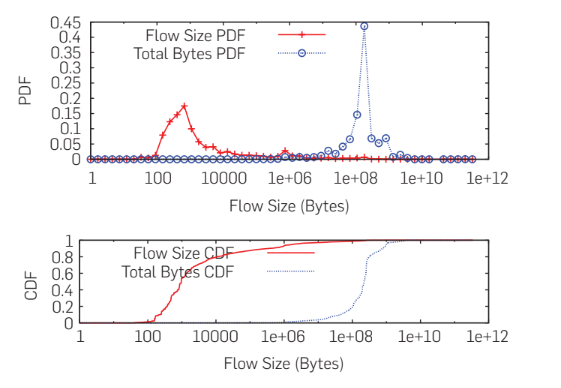 0.45
0.4
0.35
0.3
0.25
0.2
0.15
0.1
0.05
0
PDF
Flow Size PDF
Total Bytes PDF
1 100 10000 1e+06 1e+08 1e+10 1e+12
Flow Size (Bytes)
1
0.8
0.6
0.4
0.2
0
CDF
Flow Size CDF
Total Bytes CDF
1 100 10000 1e+06 1e+08 1e+10 1e+12
Flow Size (Bytes)